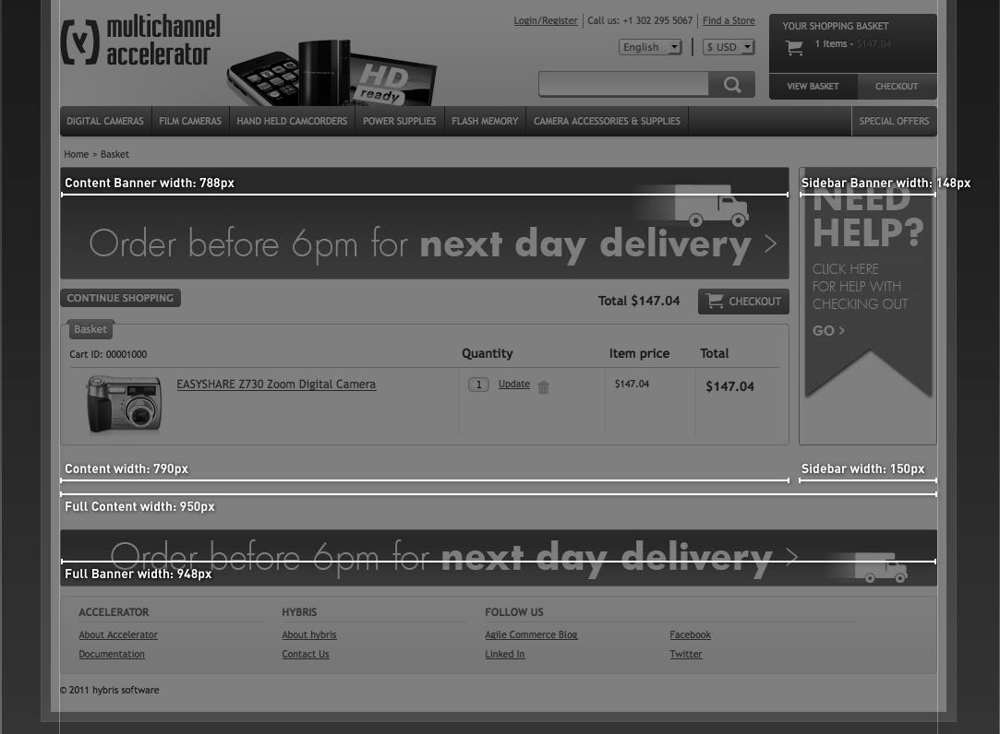 multichannel
accelerator
HD
ready
Login/Register
Call us: +1 302 295 5067
Find a Store
English
$ USD
YOUR SHOPPING BASKET
1 items - $147.04
VIEW BASKET
CHECKOUT
DIGITAL CAMERAS
FILM CAMERAS
HAND HELD CAMCORDERS
POWER SUPPLIES
FLASH MEMORY
CAMERA ACCESSORIES & SUPPLIES
SPECIAL OFFERS
Home > Basket
Content Banner width: 788px
Order before 6pm for next day delivery >
Sidebar Banner width: 148px
NEED
HELP?
CLICK HERE
FOR HELP WITH
CHECKING OUT
GO >
CONTINUE SHOPPING
Total $147.04
CHECKOUT
Basket
Cart ID: 00001000
Quantity
Item price
Total
EASYSHARE Z730 Zoom Digital Camera
1
Update
$147.04
$147.04
Content width: 790px
Sidebar width: 150px
Full Content width: 950px
Order before 6pm for next day delivery >
Full Banner width: 948px
ACCELERATOR
About Accelerator
Documentation
HYBRIS
About hybris
Contact Us
FOLLOW US
Agile Commerce Blog
Linked In
Facebook
Twitter
© 2011 hybris software